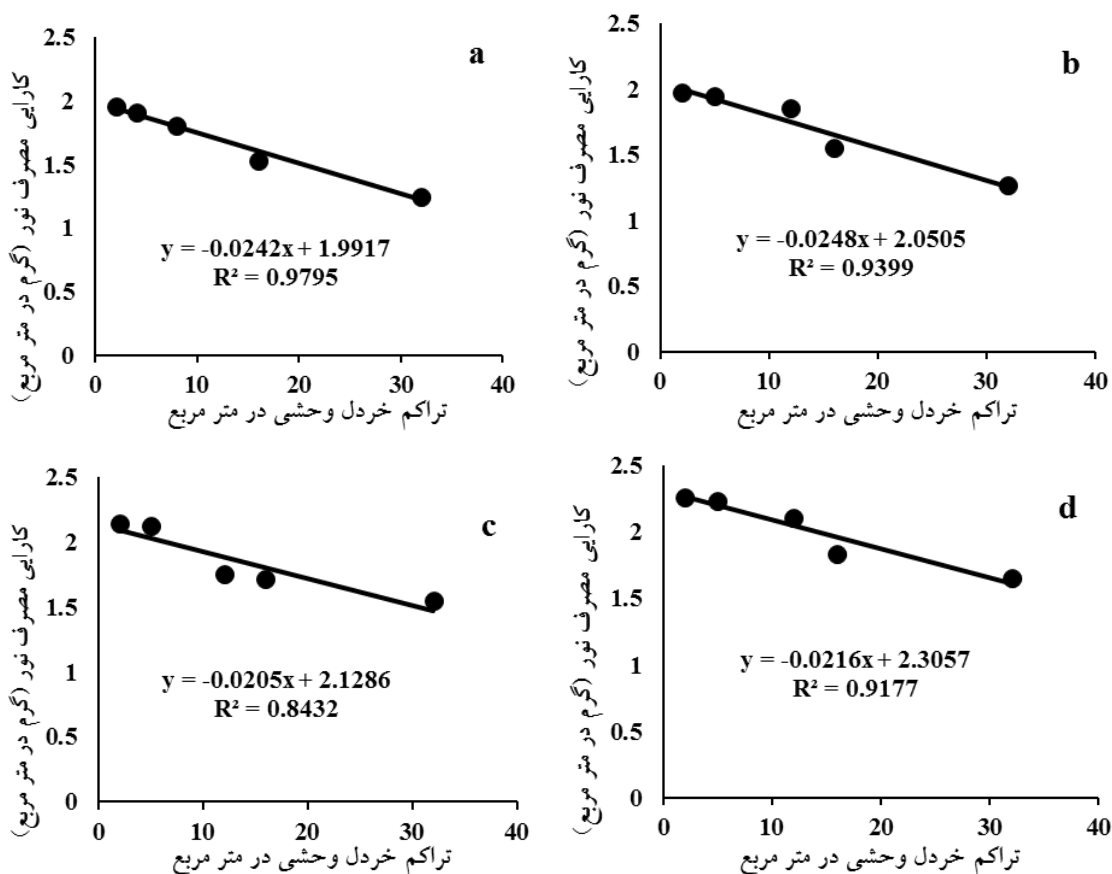 a
2.5
2
1.5
1
0.5
0
0
10
20
30
40
y = -0.0242x + 1.9917
R² = 0.9795
کارایی مصرف نور (گرم در متر مربع)
تراکم خردل وحشی در متر مربع
b
2.5
2
1.5
1
0.5
0
0
10
20
30
40
y = -0.0248x + 2.0505
R² = 0.9399
کارایی مصرف نور (گرم در متر مربع)
تراکم خردل وحشی در متر مربع
c
2.5
2
1.5
1
0.5
0
0
10
20
30
40
y = -0.0205x + 2.1286
R² = 0.8432
کارایی مصرف نور (گرم در متر مربع)
تراکم خردل وحشی در متر مربع
d
2.5
2
1.5
1
0.5
0
0
10
20
30
40
y = -0.0216x + 2.3057
R² = 0.9177
کارایی مصرف نور (گرم در متر مربع)
تراکم خردل وحشی در متر مربع